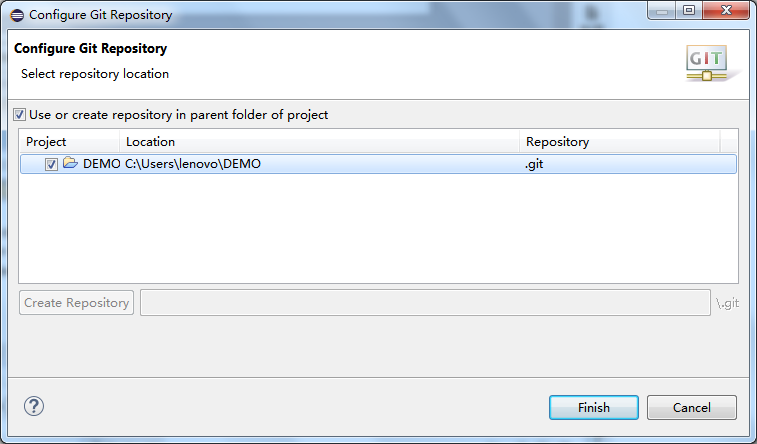 Configure Git Repository
Configure Git Repository
Select repository location
GIT
Use or create repository in parent folder of project
Project Location Repository
DEMO C:\Users\lenovo\DEMO .git
Create Repository \.git
? Finish Cancel